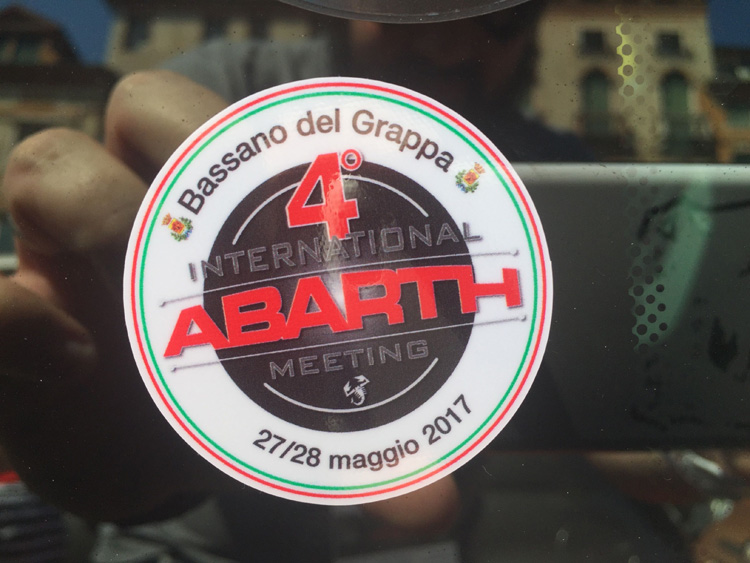 Bassano del Grappa
4°
INTERNATIONAL
ABARTH
MEETING
27/28 maggio 2017